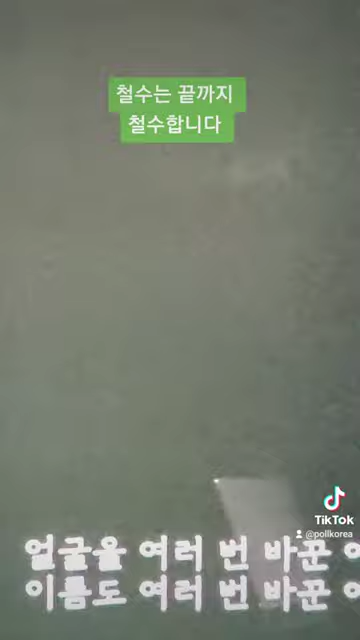 철수는 끝까지
철수합니다
TikTok
@pollkorea
얼굴을 여러 번 바꾼
이름도 여러 번 바꾼